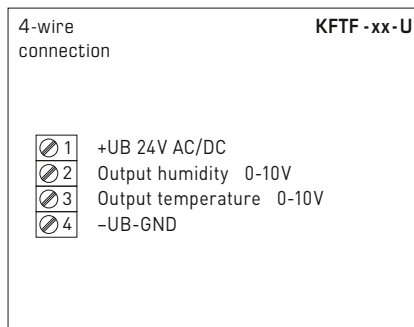 4-wire
connection
KFTF -xx-U
1 +UB 24V AC/DC
2 Output humidity 0-10V
3 Output temperature 0-10V
4 –UB-GND